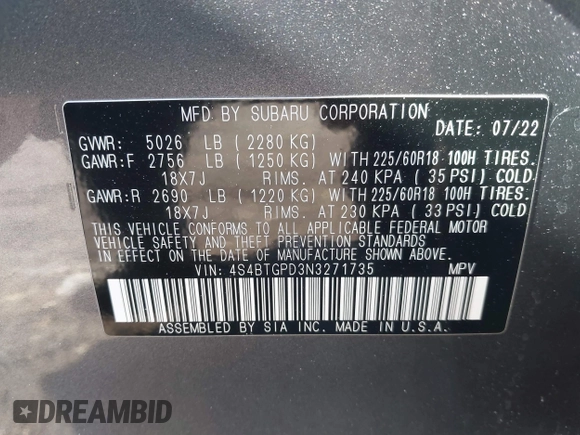 MFD. BY SUBARU CORPORATION
DATE: 07/22
GVWR: 5026 LB ( 2280 KG)
GAWR:F 2756 LB ( 1250 KG) WITH 225/60R18 100H TIRES.
18X7J RIMS. AT 240 KPA ( 35 PSI) COLD
GAWR:R 2690 LB ( 1220 KG) WITH 225/60R18 100H TIRES.
18X7J RIMS. AT 230 KPA ( 33 PSI) COLD
THIS VEHICLE CONFORMS TO ALL APPLICABLE FEDERAL MOTOR
VEHICLE SAFETY AND THEFT PREVENTION STANDARDS
IN EFFECT ON THE DATE OF MANUFACTURE SHOWN ABOVE.
VIN: 4S4BTGPD3N3271735 MPV
ASSEMBLED BY SIA INC. MADE IN U.S.A.
DREAMBID